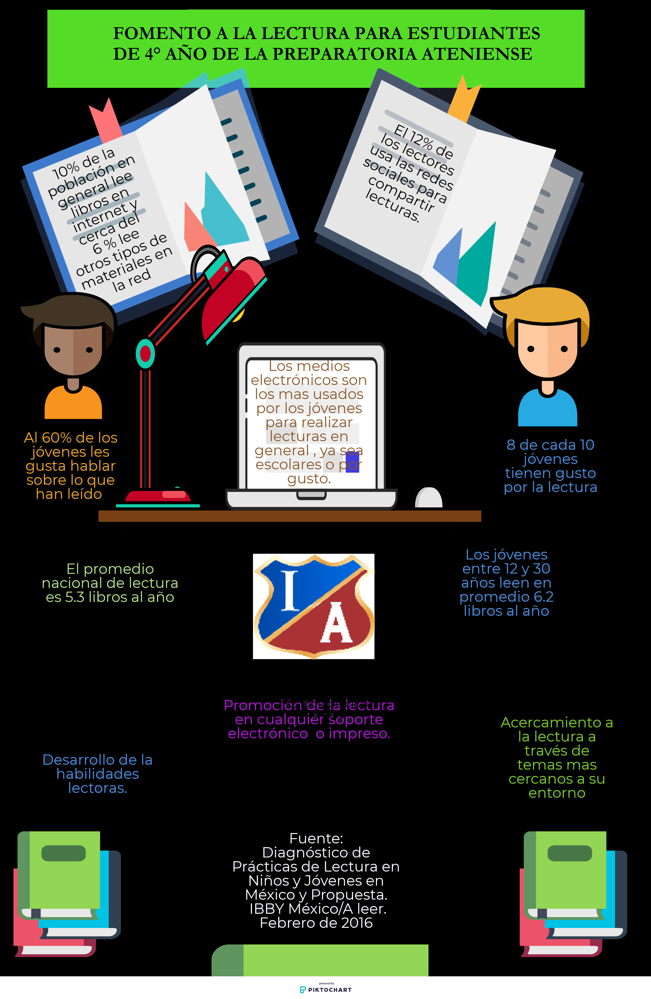 FOMENTO A LA LECTURA PARA ESTUDIANTES
DE 4° AÑO DE LA PREPARATORIA ATENIENSE
10% de la
población en
general lee
libros en
internet y
cerca del
6 % lee
otros tipos de
materiales en
la red
El 12% de
los lectores
usa las redes
sociales para
compartir
lecturas.
Los medios
electrónicos son
los mas usados
por los jóvenes
para realizar
lecturas en
general , ya sea
escolares o por
gusto.
Al 60% de los
jóvenes les
gusta hablar
sobre lo que
han leído
8 de cada 10
jóvenes
tienen gusto
por la lectura
El promedio
nacional de lectura
es 5.3 libros al año
Los jóvenes
entre 12 y 30
años leen en
promedio 6.2
libros al año
I
A
Promoción de la lectura
en cualquier soporte
electrónico o impreso.
Desarrollo de la
habilidades
lectoras.
Acercamiento a
la lectura a
través de
temas mas
cercanos a su
entorno
Fuente:
Diagnóstico de
Prácticas de Lectura en
Niños y Jóvenes en
México y Propuesta.
IBBY México/A leer.
Febrero de 2016
powered by
PIKTOCHART